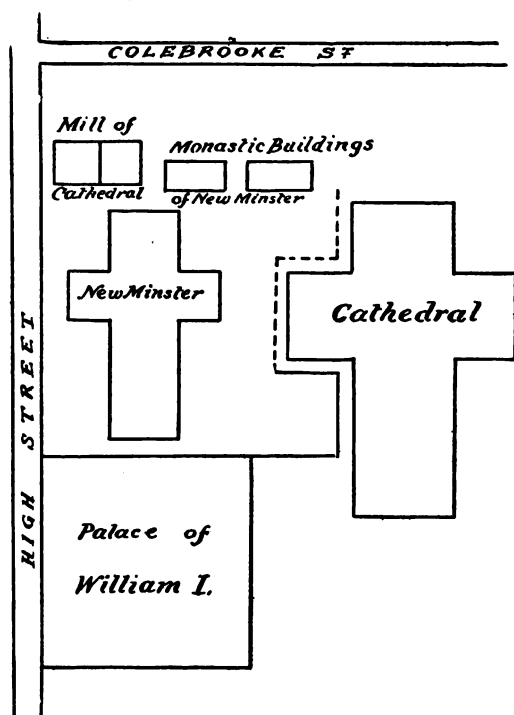 COLEBROOKE ST
Mill of
Cathedral
Monastic Buildings
of New Minster
New Minster
Cathedral
HIGH STREET
Palace of
William I.